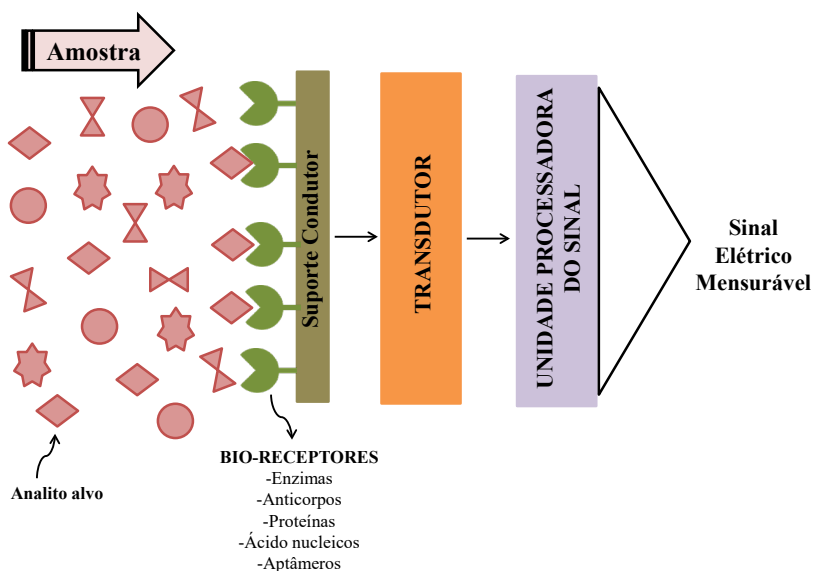 Amostra
Suporte Condutor
TRANSDUTOR
UNIDADE PROCESSADORA
DO SINAL
Sinal
Elétrico
Mensurável
Analito alvo
BIO-RECEPTORES
-Enzimas
-Anticorpos
-Proteínas
-Ácido nucleicos
-Aptâmeros